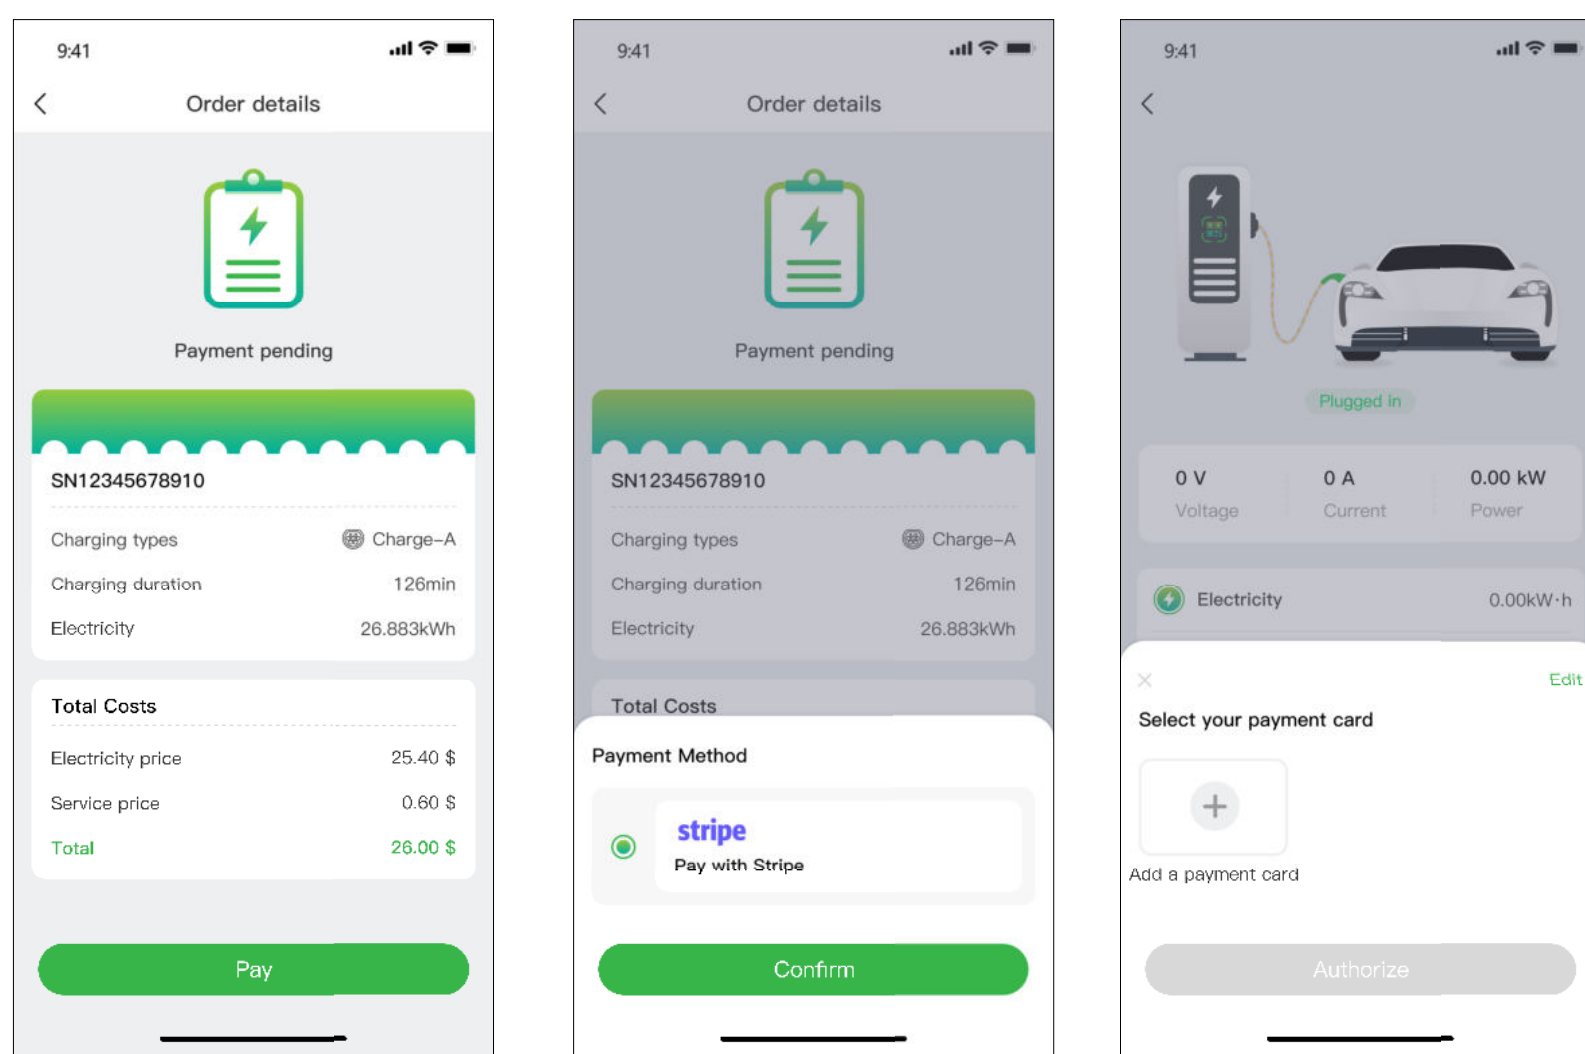 9:41
Order details
Payment pending
SN12345678910
Charging types Charge-A
Charging duration 126min
Electricity 26.883kWh
Total Costs
Electricity price 25.40 $
Service price 0.60 $
Total 26.00 $
Pay
9:41
Order details
Payment pending
SN12345678910
Charging types Charge-A
Charging duration 126min
Electricity 26.883kWh
Total Costs
Payment Method
stripe
Pay with Stripe
Confirm
9:41
Plugged in
0 V 0 A 0.00 kW
Voltage Current Power
Electricity 0.00kW·h
Edit
Select your payment card
Add a payment card
Authorize